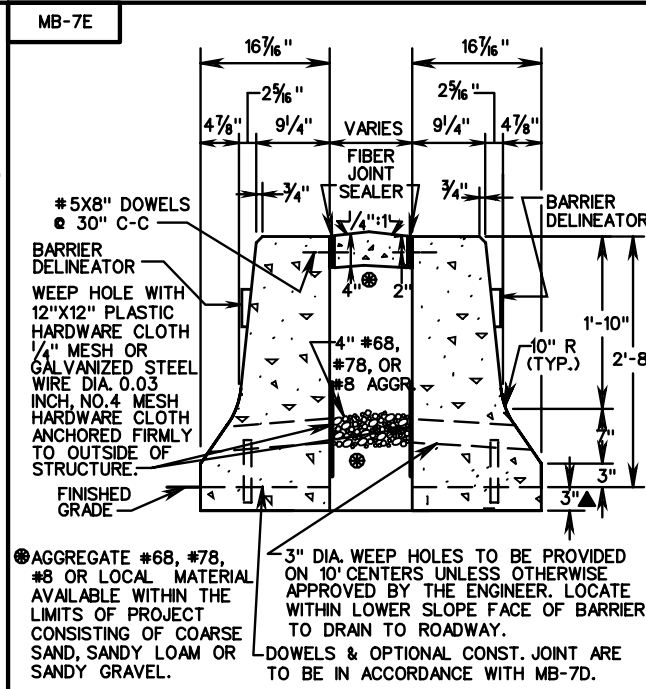 MB-7E
16 7/16" 16 7/16"
2 5/16" 2 5/16"
4 7/8" 9 1/4" VARIES 9 1/4" 4 7/8"
FIBER
JOINT
SEALER
3/4" 3/4"
1/4":1'
#5X8" DOWELS
@ 30" C-C
BARRIER
DELINEATOR
BARRIER
DELINEATOR
4" 2"
WEEP HOLE WITH
12"X12" PLASTIC
HARDWARE CLOTH
1/4" MESH OR
GALVANIZED STEEL
WIRE DIA. 0.03
INCH, NO.4 MESH
HARDWARE CLOTH
ANCHORED FIRMLY
TO OUTSIDE OF
STRUCTURE.
4" #68,
#78, OR
#8 AGGR.
10" R
(TYP.)
1'-10"
2'-8"
7"
3"
3"▲
FINISHED
GRADE
⊛AGGREGATE #68, #78,
#8 OR LOCAL MATERIAL
AVAILABLE WITHIN THE
LIMITS OF PROJECT
CONSISTING OF COARSE
SAND, SANDY LOAM OR
SANDY GRAVEL.
3" DIA. WEEP HOLES TO BE PROVIDED
ON 10' CENTERS UNLESS OTHERWISE
APPROVED BY THE ENGINEER. LOCATE
WITHIN LOWER SLOPE FACE OF BARRIER
TO DRAIN TO ROADWAY.
DOWELS & OPTIONAL CONST. JOINT ARE
TO BE IN ACCORDANCE WITH MB-7D.